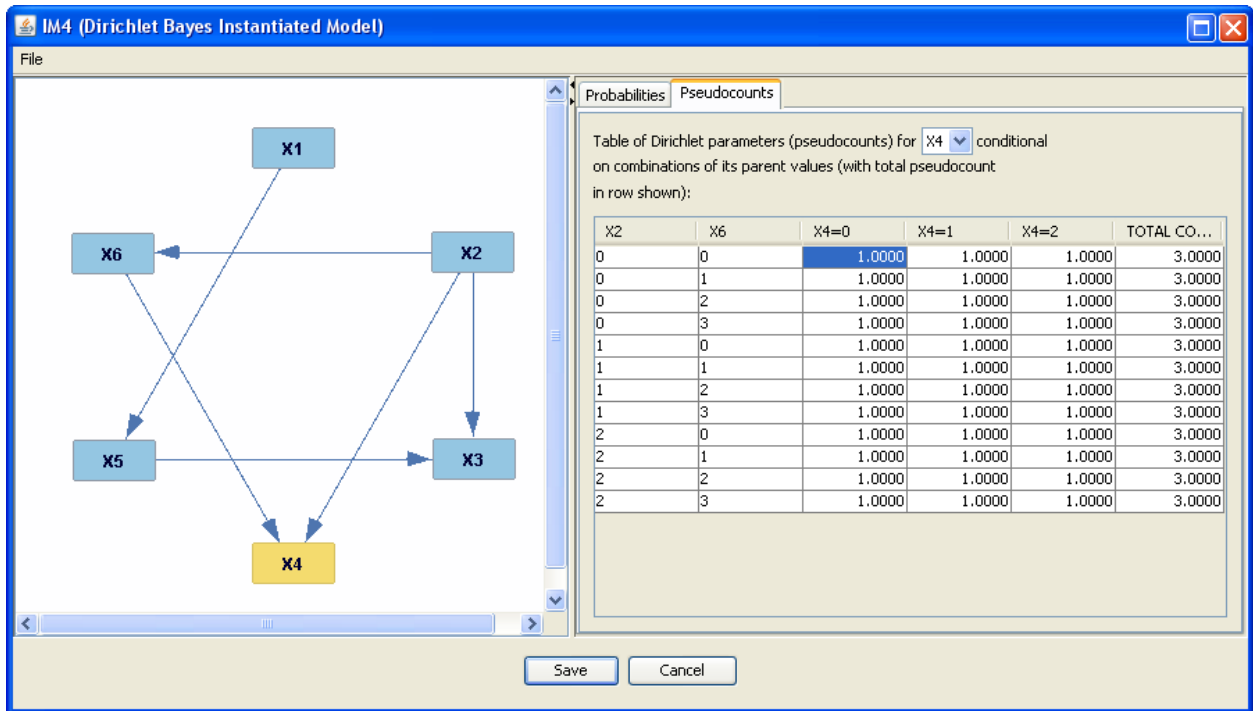 IM4 (Dirichlet Bayes Instantiated Model)
File
X1
X6
X2
X5
X3
X4
Probabilities Pseudocounts
Table of Dirichlet parameters (pseudocounts) for X4 conditional
on combinations of its parent values (with total pseudocount
in row shown):
X2 X6 X4=0 X4=1 X4=2 TOTAL CO...
0 0 1.0000 1.0000 1.0000 3.0000
0 1 1.0000 1.0000 1.0000 3.0000
0 2 1.0000 1.0000 1.0000 3.0000
0 3 1.0000 1.0000 1.0000 3.0000
1 0 1.0000 1.0000 1.0000 3.0000
1 1 1.0000 1.0000 1.0000 3.0000
1 2 1.0000 1.0000 1.0000 3.0000
1 3 1.0000 1.0000 1.0000 3.0000
2 0 1.0000 1.0000 1.0000 3.0000
2 1 1.0000 1.0000 1.0000 3.0000
2 2 1.0000 1.0000 1.0000 3.0000
2 3 1.0000 1.0000 1.0000 3.0000
Save Cancel